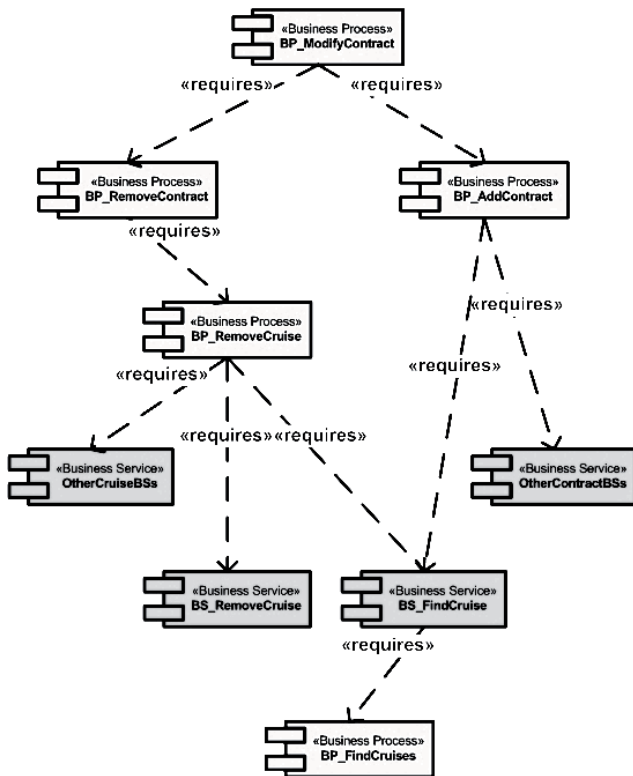 «Business Process»
BP_ModifyContract
«requires»
«requires»
«Business Process»
BP_RemoveContract
«Business Process»
BP_AddContract
«requires»
«requires»
«Business Process»
BP_RemoveCruise
«requires»
«requires»
«requires»
«requires»
«Business Service»
OtherCruiseBSs
«Business Service»
OtherContractBSs
«Business Service»
BS_RemoveCruise
«Business Service»
BS_FindCruise
«requires»
«Business Process»
BP_FindCruises